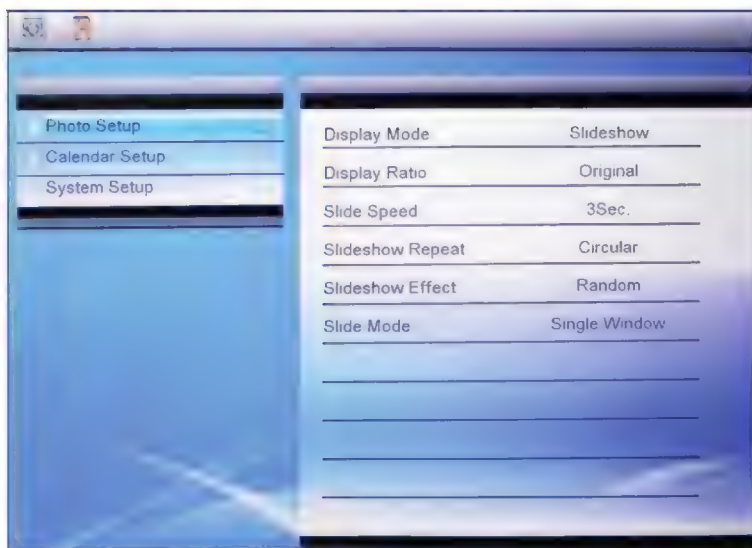 Photo Setup
Calendar Setup
System Setup
Display Mode Slideshow
Display Ratio Original
Slide Speed 3Sec.
Slideshow Repeat Circular
Slideshow Effect Random
Slide Mode Single Window